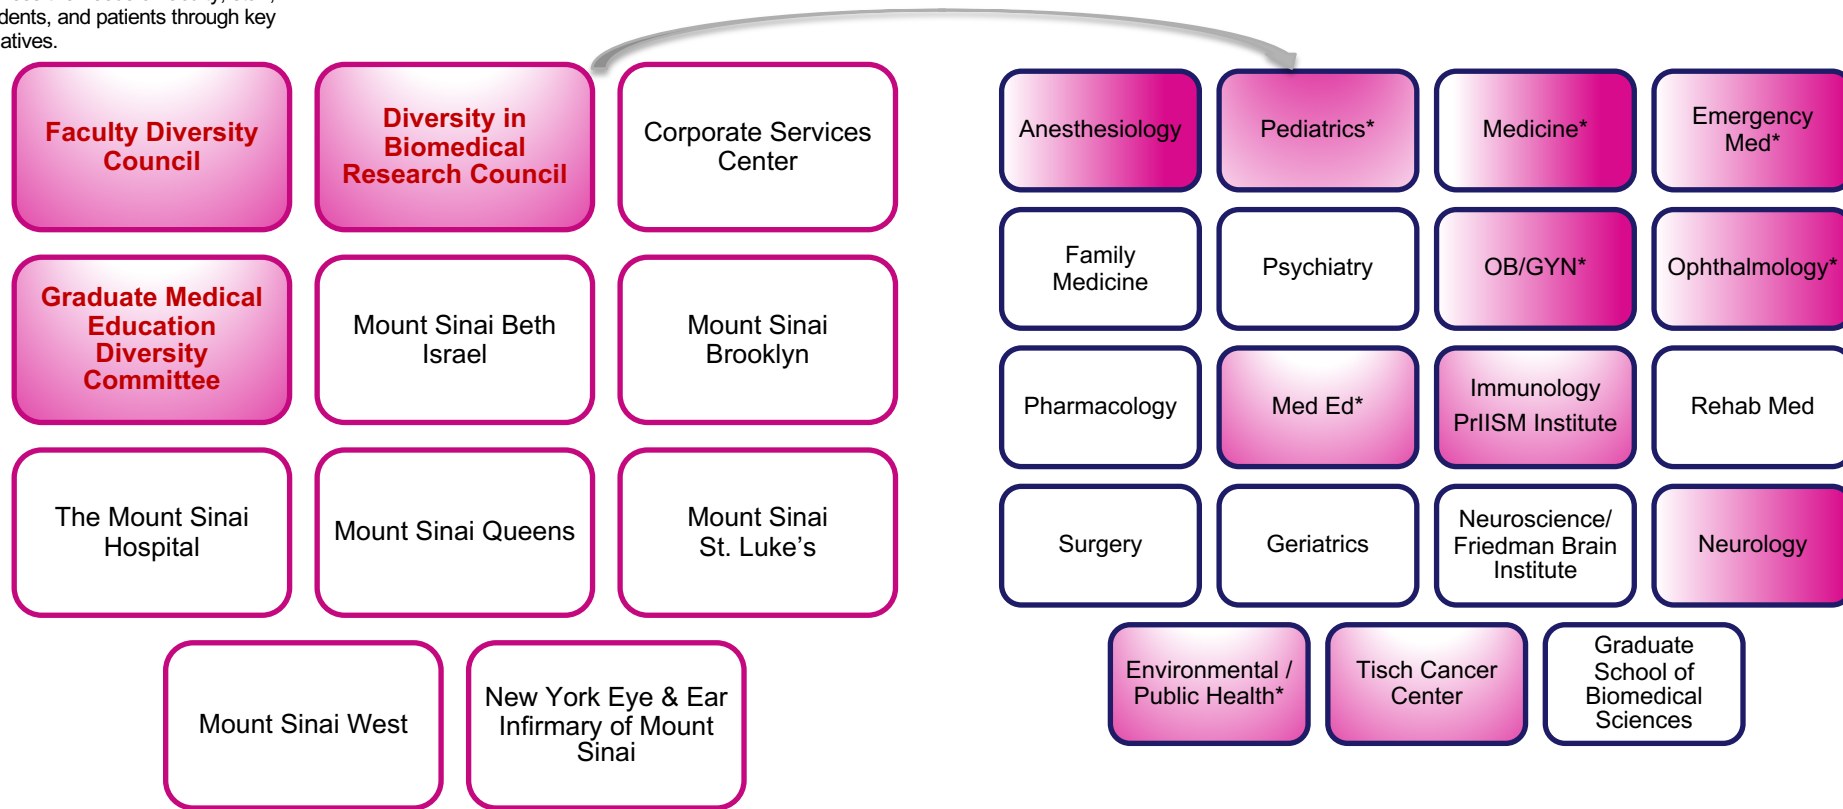 dents, and patients through key
atives.
Faculty Diversity
Council
Diversity in
Biomedical
Research Council
Corporate Services
Center
Graduate Medical
Education
Diversity
Committee
Mount Sinai Beth
Israel
Mount Sinai
Brooklyn
The Mount Sinai
Hospital
Mount Sinai Queens
Mount Sinai
St. Luke’s
Mount Sinai West
New York Eye & Ear
Infirmary of Mount
Sinai
Anesthesiology
Pediatrics*
Medicine*
Emergency
Med*
Family
Medicine
Psychiatry
OB/GYN*
Ophthalmology*
Pharmacology
Med Ed*
Immunology
PrIISM Institute
Rehab Med
Surgery
Geriatrics
Neuroscience/
Friedman Brain
Institute
Neurology
Environmental /
Public Health*
Tisch Cancer
Center
Graduate
School of
Biomedical
Sciences